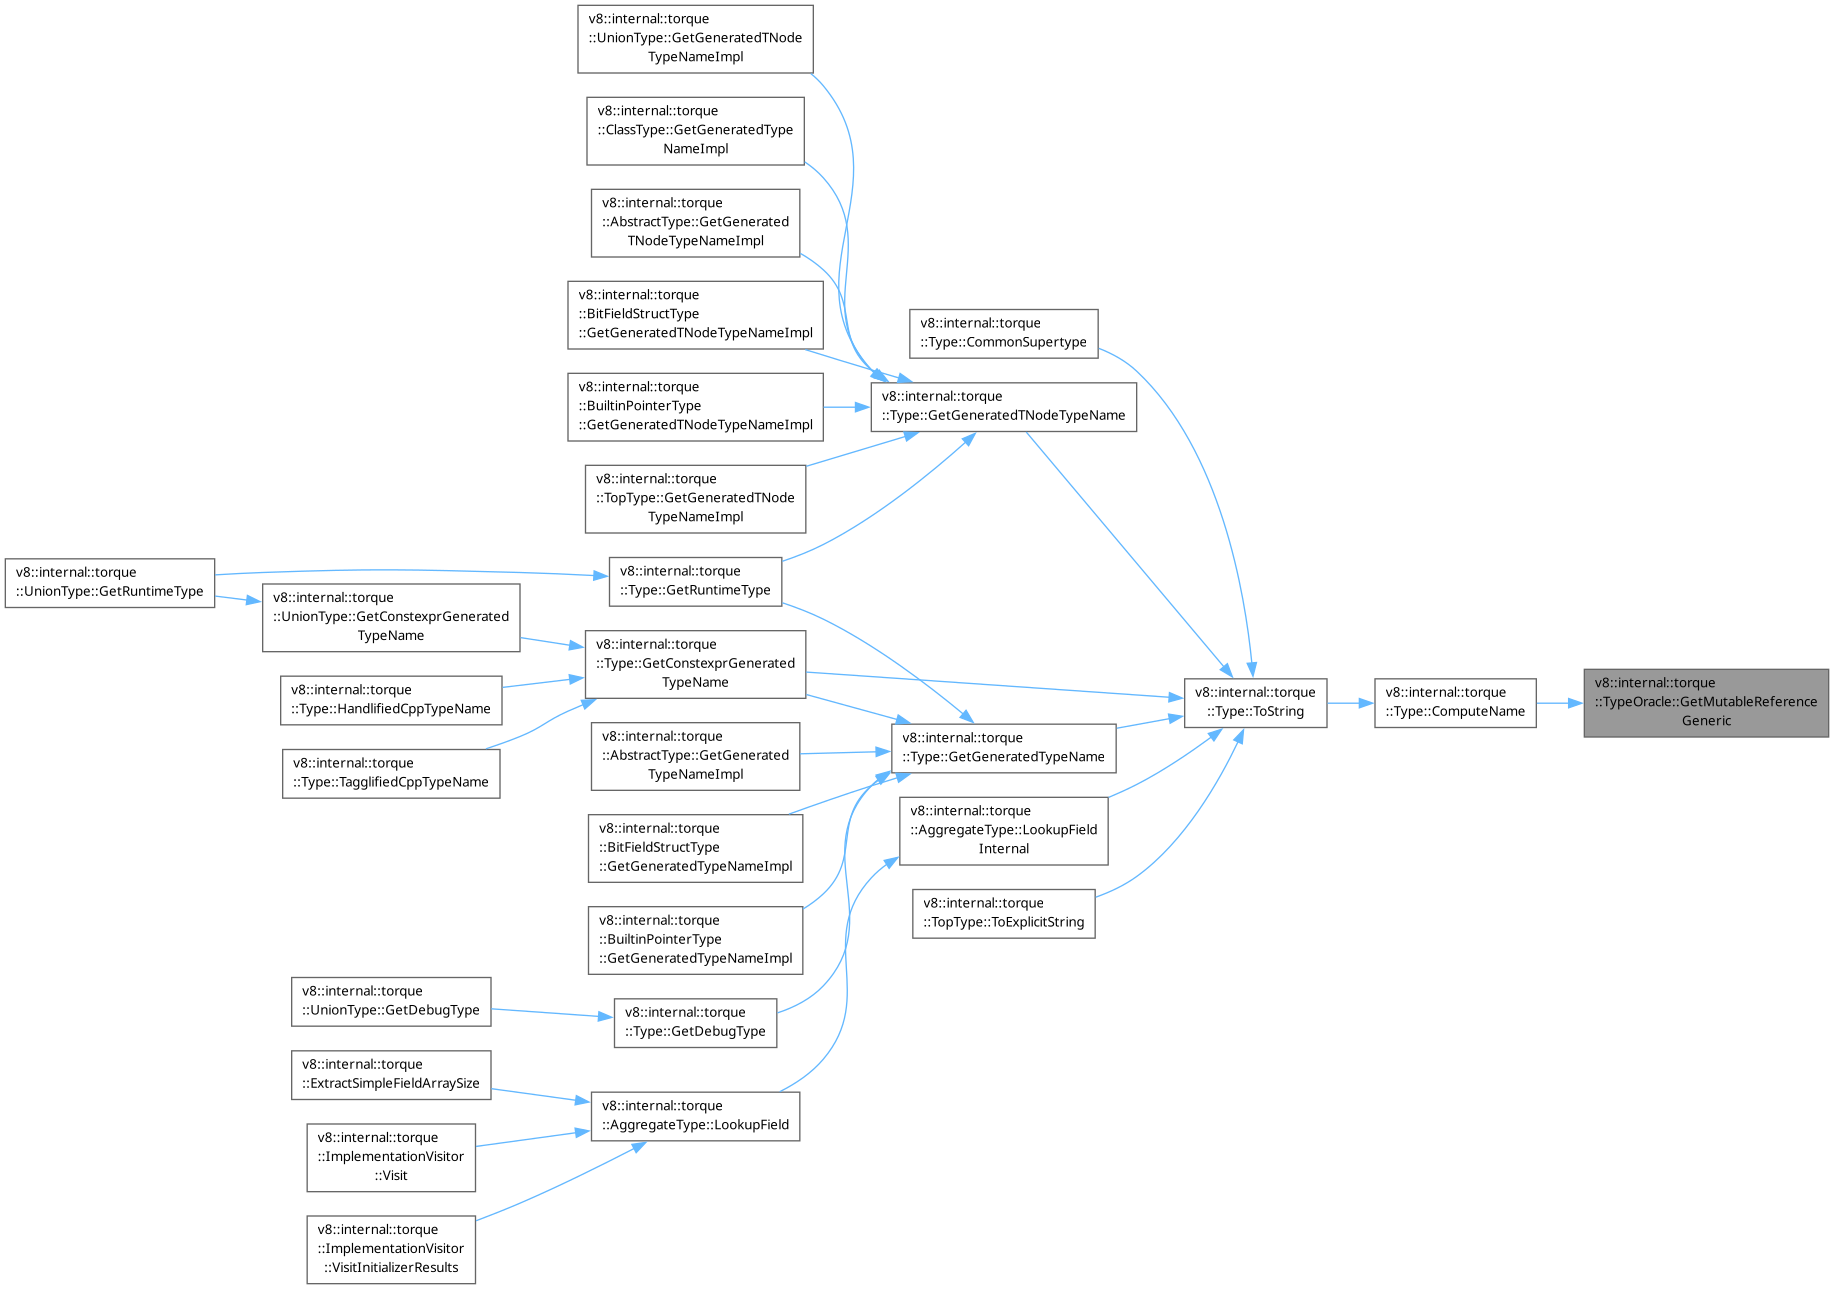 v8::internal::torque
::UnionType::GetGeneratedTNode
TypeNameImpl
v8::internal::torque
::ClassType::GetGeneratedType
NameImpl
v8::internal::torque
::AbstractType::GetGenerated
TNodeTypeNameImpl
v8::internal::torque
::BitFieldStructType
::GetGeneratedTNodeTypeNameImpl
v8::internal::torque
::Type::CommonSupertype
v8::internal::torque
::BuiltinPointerType
::GetGeneratedTNodeTypeNameImpl
v8::internal::torque
::Type::GetGeneratedTNodeTypeName
v8::internal::torque
::TopType::GetGeneratedTNode
TypeNameImpl
v8::internal::torque
::UnionType::GetRuntimeType
v8::internal::torque
::Type::GetRuntimeType
v8::internal::torque
::UnionType::GetConstexprGenerated
TypeName
v8::internal::torque
::Type::GetConstexprGenerated
TypeName
v8::internal::torque
::Type::HandlifiedCppTypeName
v8::internal::torque
::Type::ToString
v8::internal::torque
::Type::ComputeName
v8::internal::torque
::TypeOracle::GetMutableReference
Generic
v8::internal::torque
::AbstractType::GetGenerated
TypeNameImpl
v8::internal::torque
::Type::GetGeneratedTypeName
v8::internal::torque
::Type::TagglifiedCppTypeName
v8::internal::torque
::AggregateType::LookupField
Internal
v8::internal::torque
::BitFieldStructType
::GetGeneratedTypeNameImpl
v8::internal::torque
::TopType::ToExplicitString
v8::internal::torque
::BuiltinPointerType
::GetGeneratedTypeNameImpl
v8::internal::torque
::UnionType::GetDebugType
v8::internal::torque
::Type::GetDebugType
v8::internal::torque
::ExtractSimpleFieldArraySize
v8::internal::torque
::AggregateType::LookupField
v8::internal::torque
::ImplementationVisitor
::Visit
v8::internal::torque
::ImplementationVisitor
::VisitInitializerResults